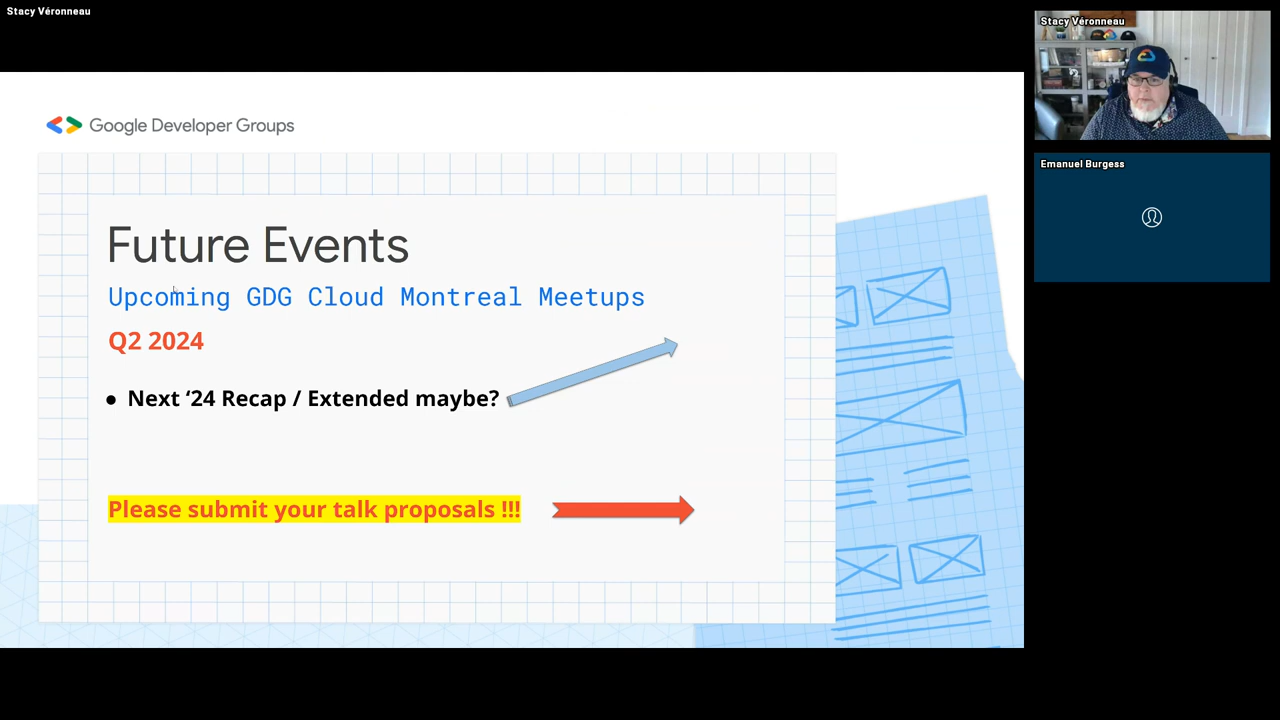 Stacy Véronneau
Stacy Véronneau
Emanuel Burgess
Google Developer Groups
Future Events
Upcoming GDG Cloud Montreal Meetups
Q2 2024
● Next ‘24 Recap / Extended maybe?
Please submit your talk proposals !!!